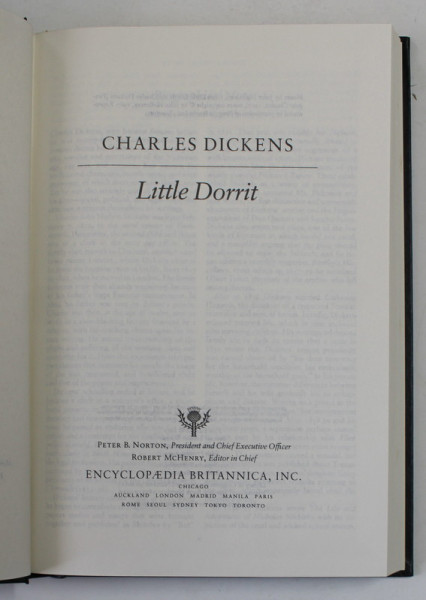 CHARLES DICKENS
Little Dorrit
PETER B. NORTON, President and Chief Executive Officer
ROBERT MCHENRY, Editor in Chief
ENCYCLOPÆDIA BRITANNICA, INC.
CHICAGO
AUCKLAND LONDON MADRID MANILA PARIS
ROME SEOUL SYDNEY TOKYO TORONTO